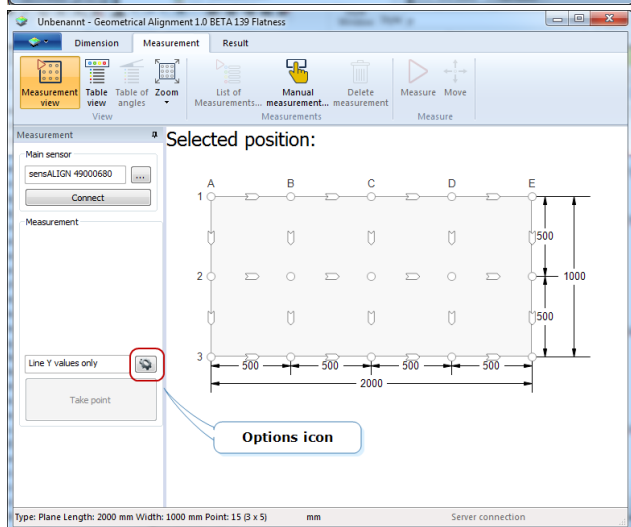 Unbenannt - Geometrical Alignment 1.0 BETA 139 Flatness
Dimension Measurement Result
Measurement view
Table view
Table of angles
Zoom
List of Measurements...
Manual measurement...
Delete measurement
Measure
Move
View Measurements Measure
Measurement
Selected position:
Main sensor
sensALIGN 49000680 ...
Connect
Measurement
A B C D E
1
500
2
1000
500
3
500 500 500 500
2000
Line Y values only
Take point
Options icon
Type: Plane Length: 2000 mm Width: 1000 mm Point: 15 (3 x 5) mm Server connection